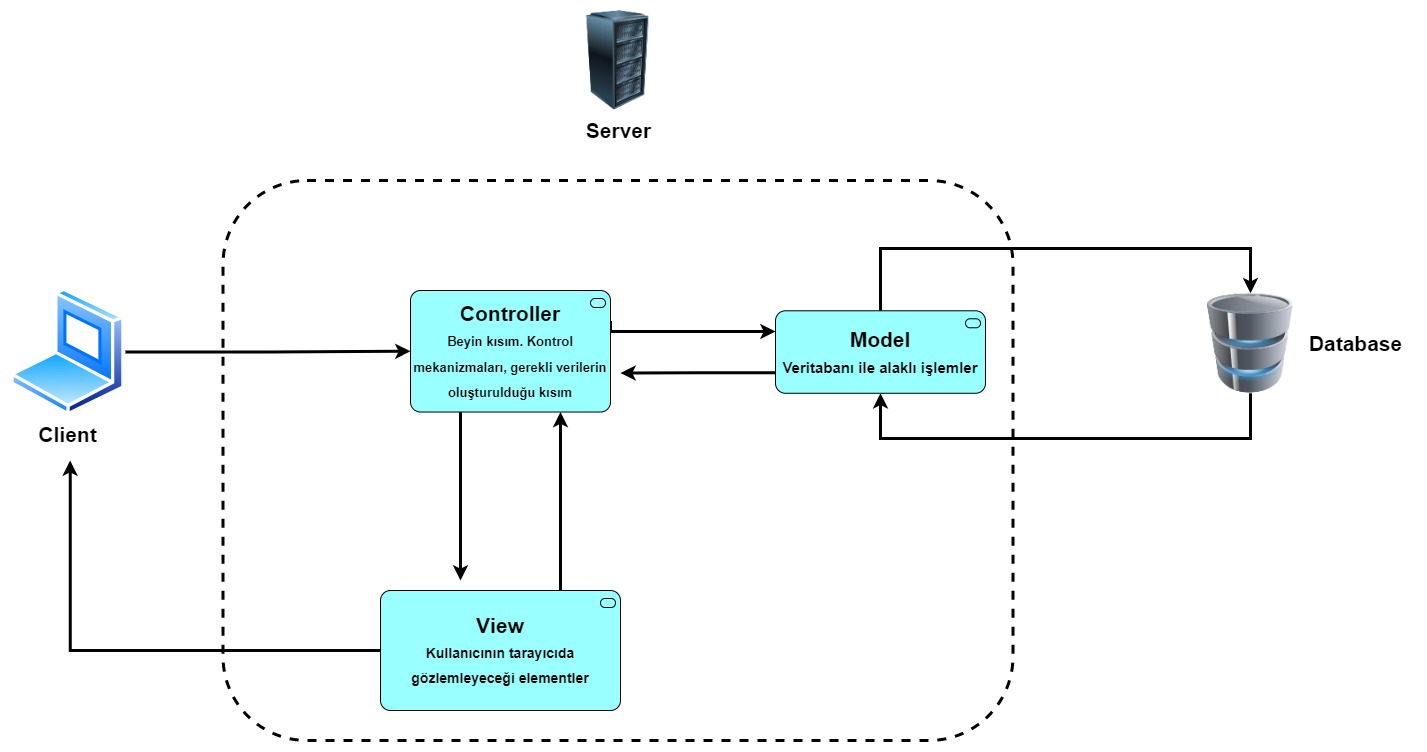 Server
Controller
Beyin kısım. Kontrol
mekanizmaları, gerekli verilerin
oluşturulduğu kısım
Model
Veritabanı ile alaklı işlemler
Database
Client
View
Kullanıcının tarayıcıda
gözlemleyeceği elementler